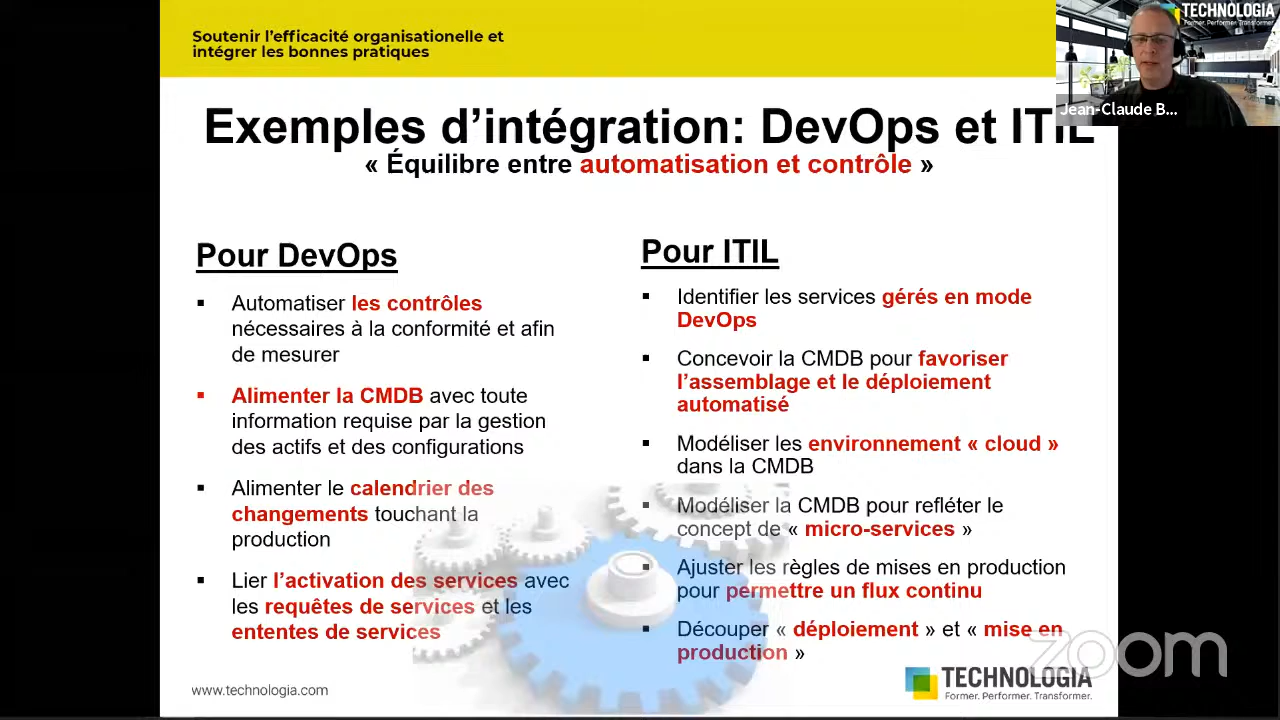 Soutenir l’efficacité organisationelle et
intégrer les bonnes pratiques
TECHNOLOGIA
Former. Performer. Transformer.
Jean-Claude B...
Exemples d’intégration: DevOps et ITIL
« Équilibre entre automatisation et contrôle »
Pour DevOps
▪ Automatiser les contrôles
nécessaires à la conformité et afin
de mesurer
▪ Alimenter la CMDB avec toute
information requise par la gestion
des actifs et des configurations
▪ Alimenter le calendrier des
changements touchant la
production
▪ Lier l’activation des services avec
les requêtes de services et les
ententes de services
Pour ITIL
▪ Identifier les services gérés en mode
DevOps
▪ Concevoir la CMDB pour favoriser
l’assemblage et le déploiement
automatisé
▪ Modéliser les environnement « cloud »
dans la CMDB
▪ Modéliser la CMDB pour refléter le
concept de « micro-services »
▪ Ajuster les règles de mises en production
pour permettre un flux continu
▪ Découper « déploiement » et « mise en
production »
zoom
www.technologia.com
TECHNOLOGIA
Former. Performer. Transformer.